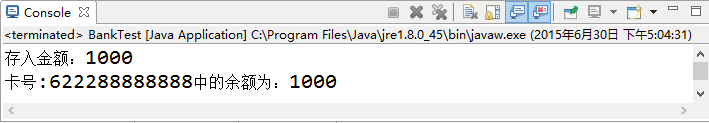 Console
<terminated> BankTest [Java Application] C:\Program Files\Java\jre1.8.0_45\bin\javaw.exe (2015年6月30日 下午5:04:31)
存入金额：1000
卡号:622288888888中的余额为：1000